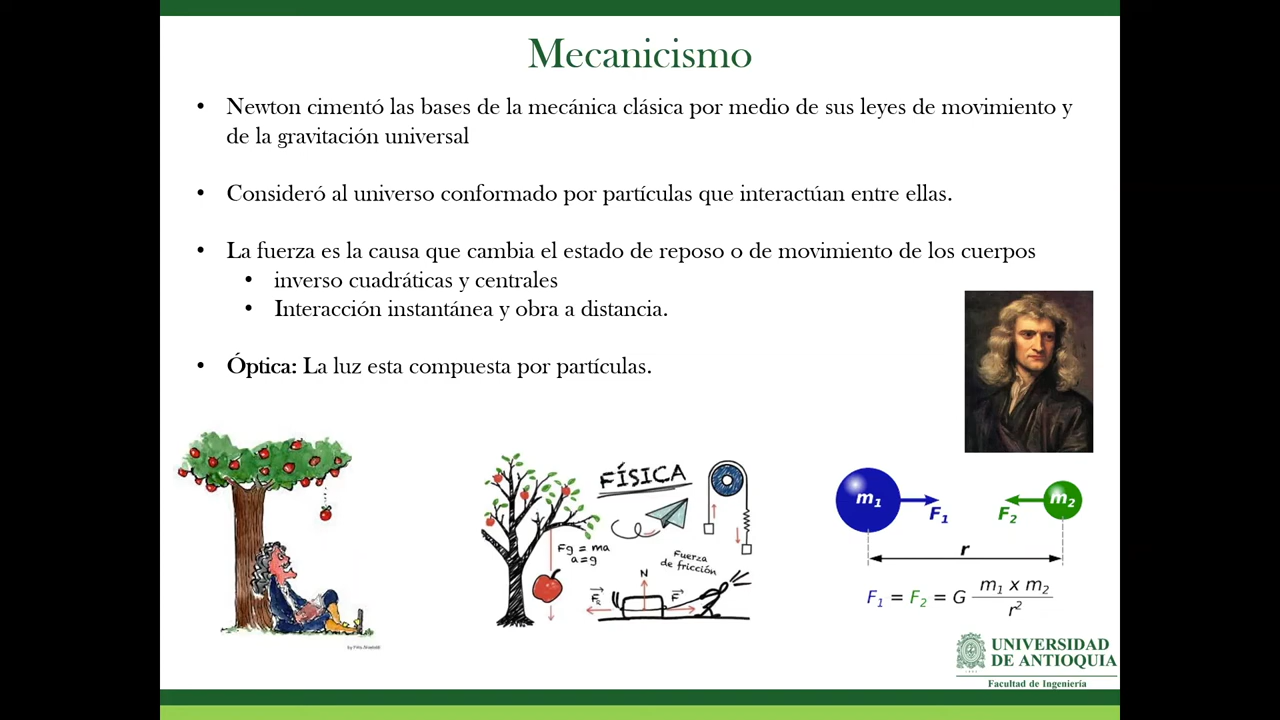 Mecanicismo
• Newton cimentó las bases de la mecánica clásica por medio de sus leyes de movimiento y
de la gravitación universal
• Consideró al universo conformado por partículas que interactúan entre ellas.
• La fuerza es la causa que cambia el estado de reposo o de movimiento de los cuerpos
• inverso cuadráticas y centrales
• Interacción instantánea y obra a distancia.
• Óptica: La luz esta compuesta por partículas.
FÍSICA
Fg = ma
a=g
Fuerza
de fricción
N
F
m₁
F₁
F₂
m₂
r
F₁ = F₂ = G m₁ x m₂ / r²
UNIVERSIDAD
DE ANTIOQUIA
Facultad de Ingeniería